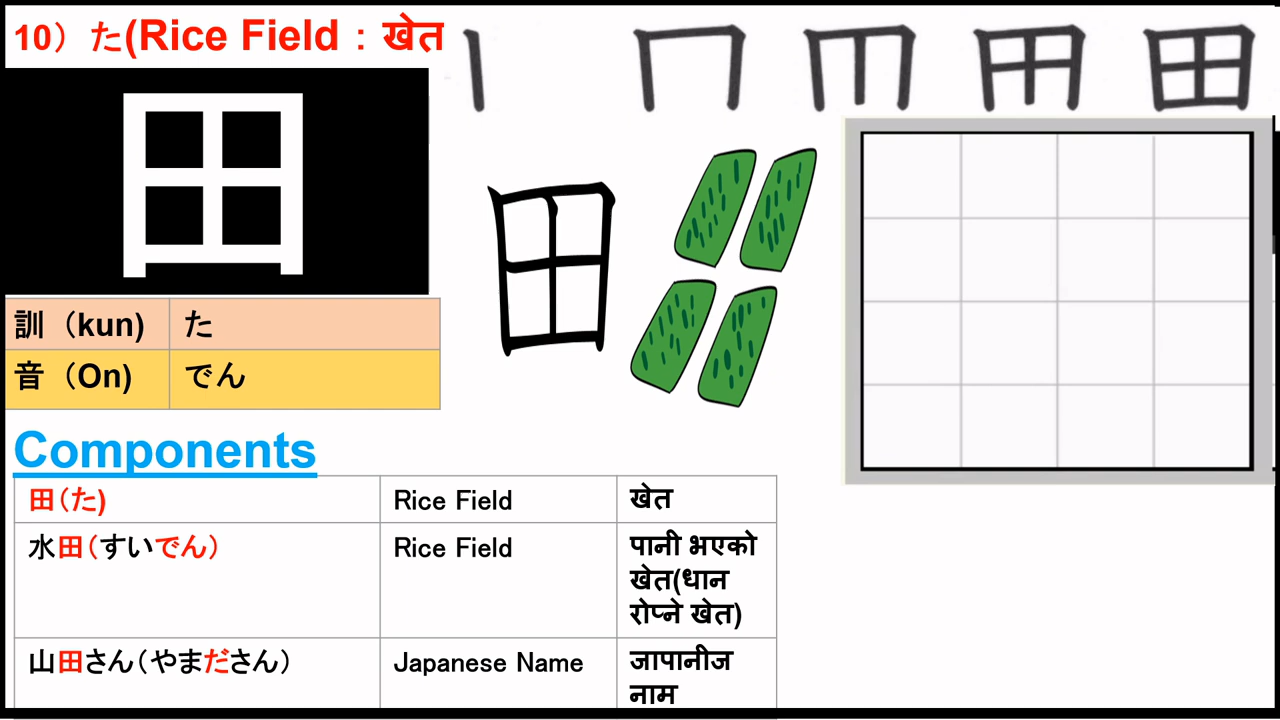 10）た(Rice Field：खेत
田
田
訓（kun) た
音（On) でん
Components
田（た） Rice Field खेत
水田（すいでん） Rice Field पानी भएको
खेत(धान
रोप्ने खेत)
山田さん（やまださん） Japanese Name जापानीज
नाम